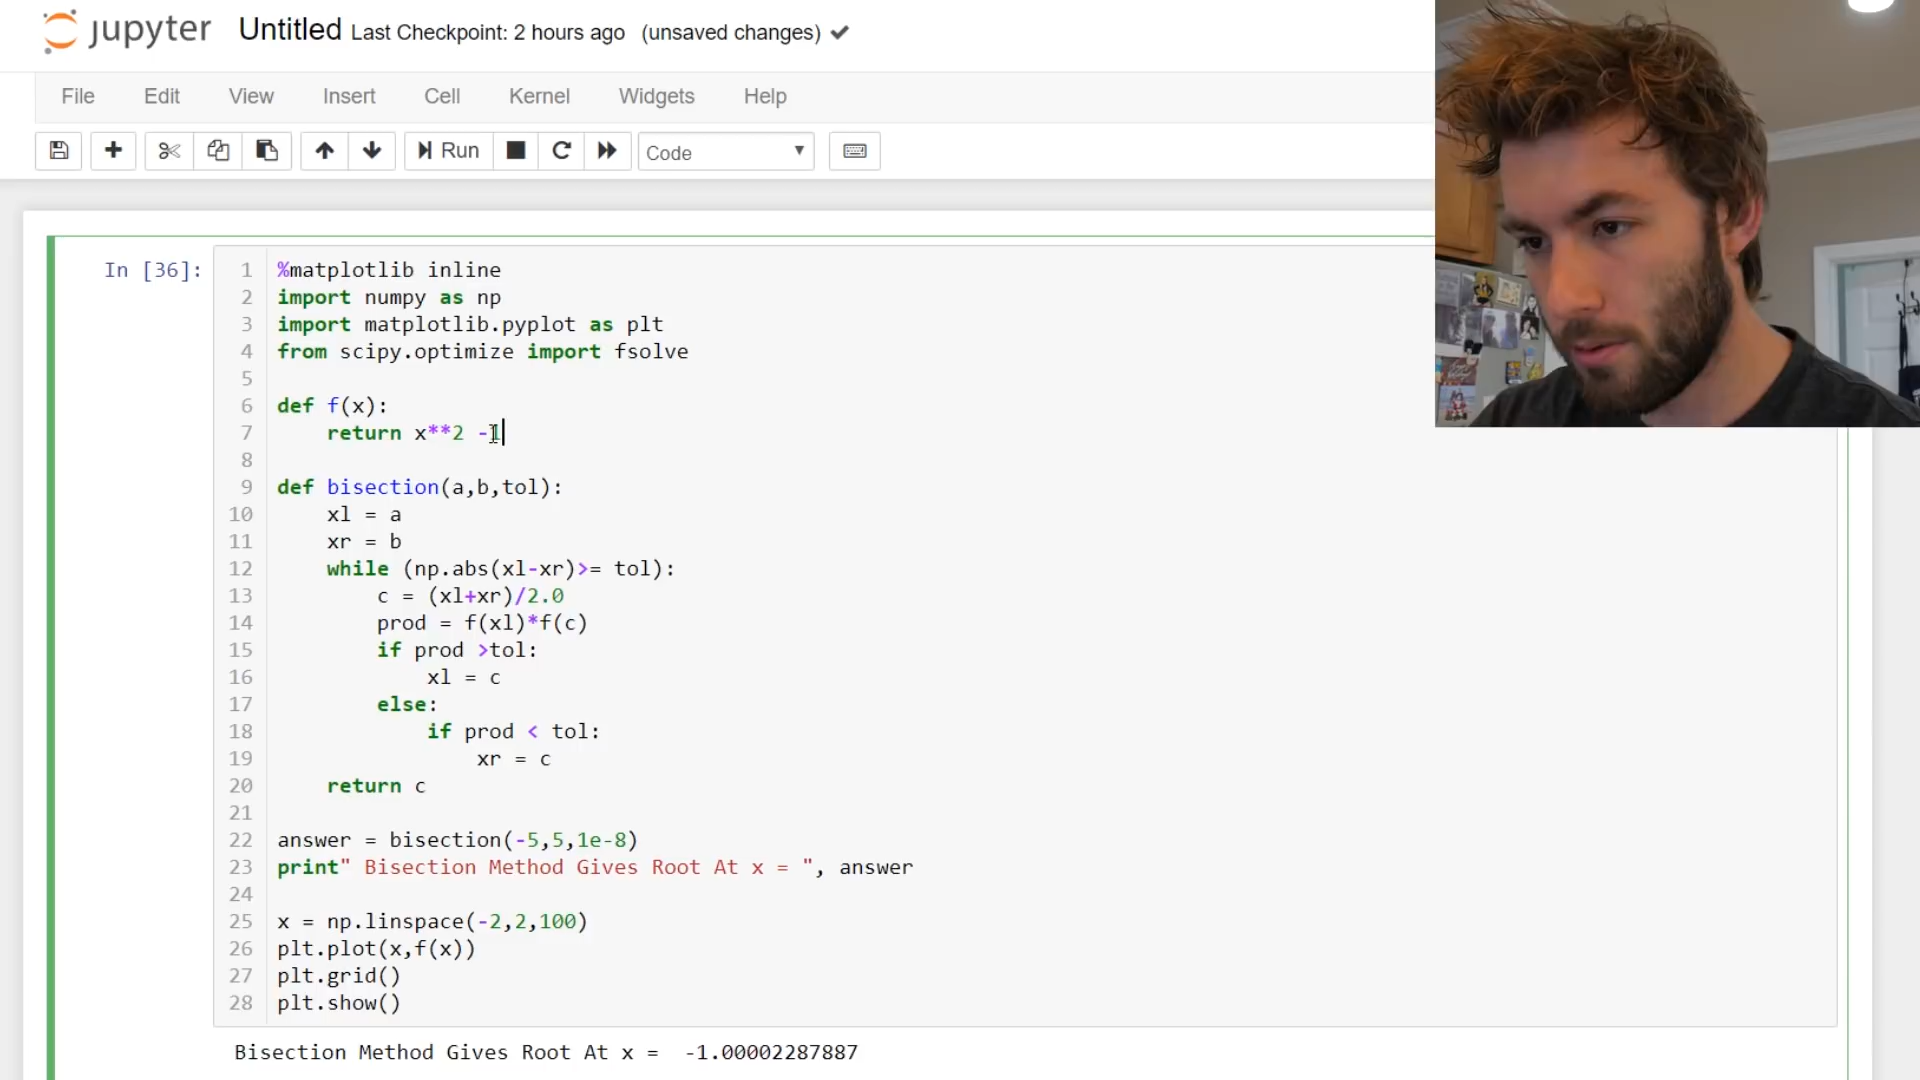 jupyter Untitled Last Checkpoint: 2 hours ago (unsaved changes)
File Edit View Insert Cell Kernel Widgets Help
Run Code
In [36]:
1 %matplotlib inline
2 import numpy as np
3 import matplotlib.pyplot as plt
4 from scipy.optimize import fsolve
5
6 def f(x):
7     return x**2 -1
8
9 def bisection(a,b,tol):
10     xl = a
11     xr = b
12     while (np.abs(xl-xr)>= tol):
13         c = (xl+xr)/2.0
14         prod = f(xl)*f(c)
15         if prod >tol:
16             xl = c
17         else:
18             if prod < tol:
19                 xr = c
20     return c
21
22 answer = bisection(-5,5,1e-8)
23 print" Bisection Method Gives Root At x = ", answer
24
25 x = np.linspace(-2,2,100)
26 plt.plot(x,f(x))
27 plt.grid()
28 plt.show()
Bisection Method Gives Root At x =  -1.00002287887